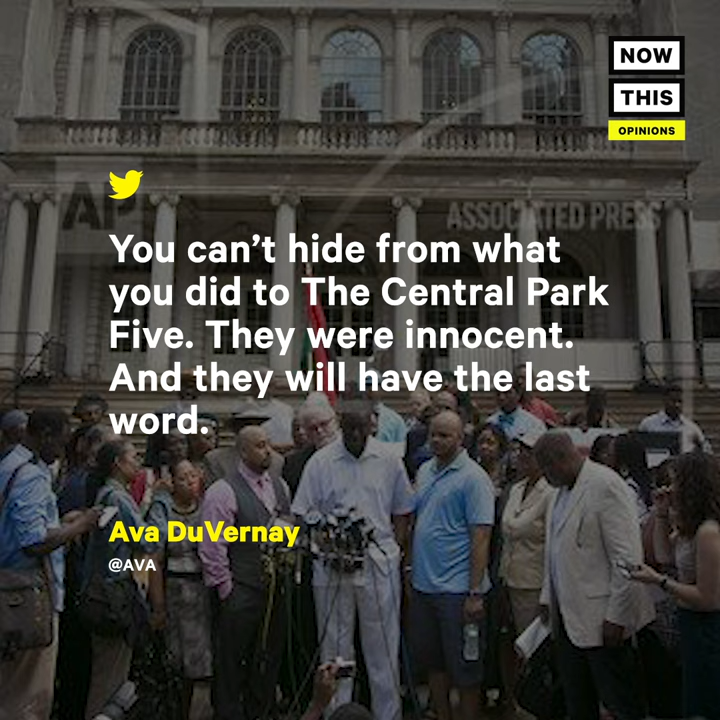 NOW
THIS
OPINIONS
AP
ASSOCIATED PRESS
You can’t hide from what
you did to The Central Park
Five. They were innocent.
And they will have the last
word.
Ava DuVernay
@AVA